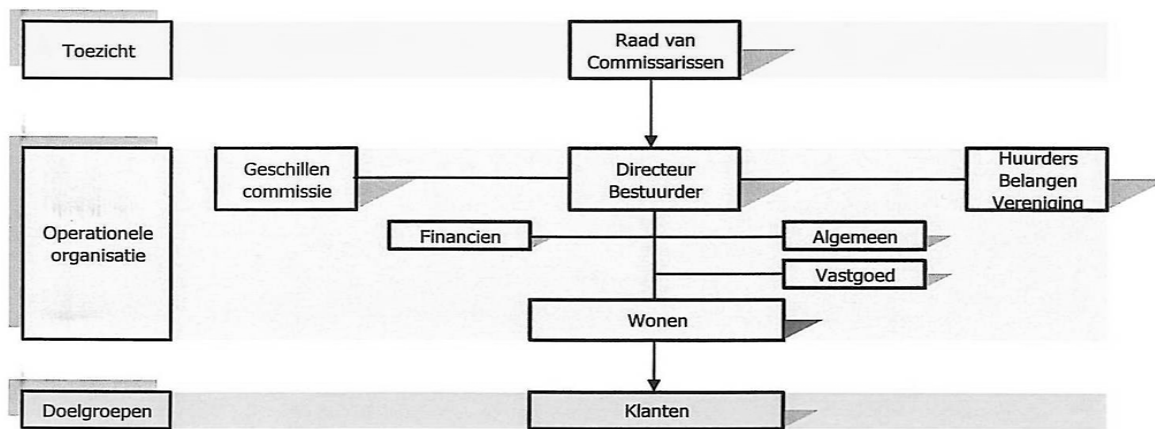 Toezicht
Raad van
Commissarissen
Operationele
organisatie
Geschillen
commissie
Directeur
Bestuurder
Huurders
Belangen
Vereniging
Financien
Algemeen
Vastgoed
Wonen
Doelgroepen
Klanten